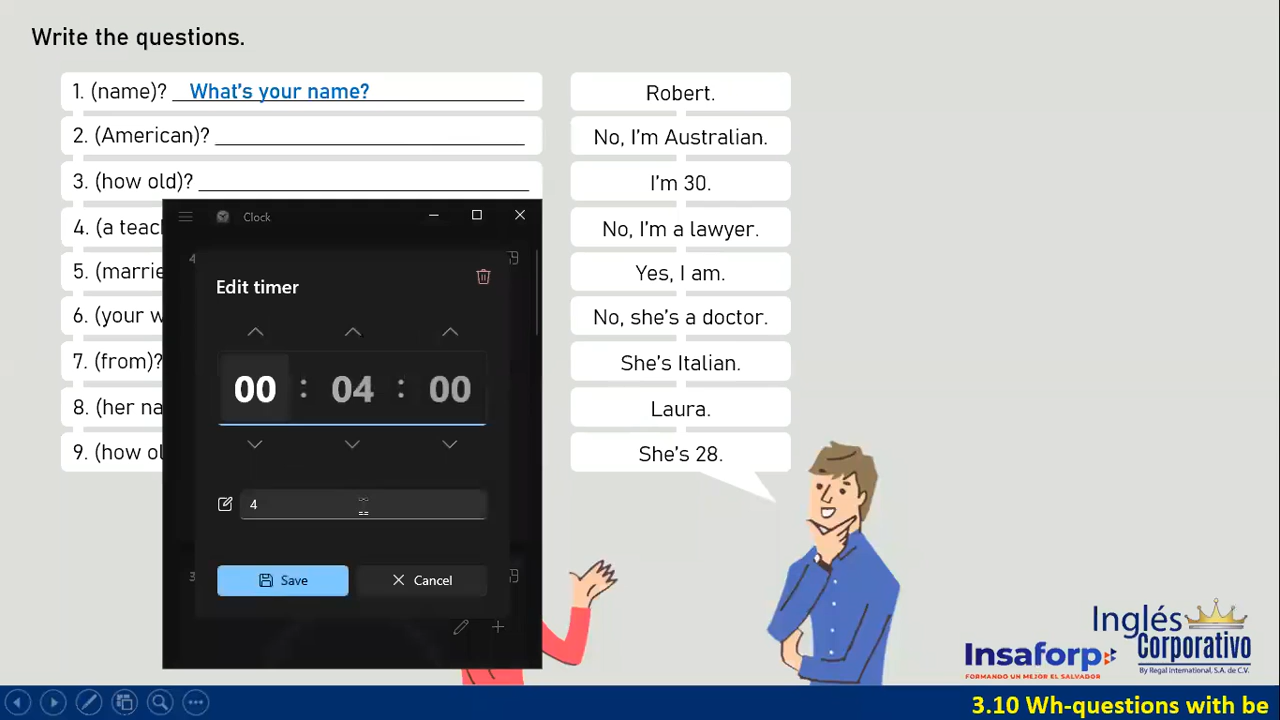 Write the questions.
1. (name)? What's your name?
Robert.
2. (American)?
No, I'm Australian.
3. (how old)?
I'm 30.
4. (a teac
No, I'm a lawyer.
5. (marrie
Yes, I am.
6. (your w
No, she's a doctor.
7. (from)?
She's Italian.
8. (her na
Laura.
9. (how ol
She's 28.
Clock
Edit timer
00 : 04 : 00
4
Save
Cancel
Inglés
Corporativo
By Regal International, S.A. de C.V.
Insaforp
FORMANDO UN MEJOR EL SALVADOR
3.10 Wh-questions with be